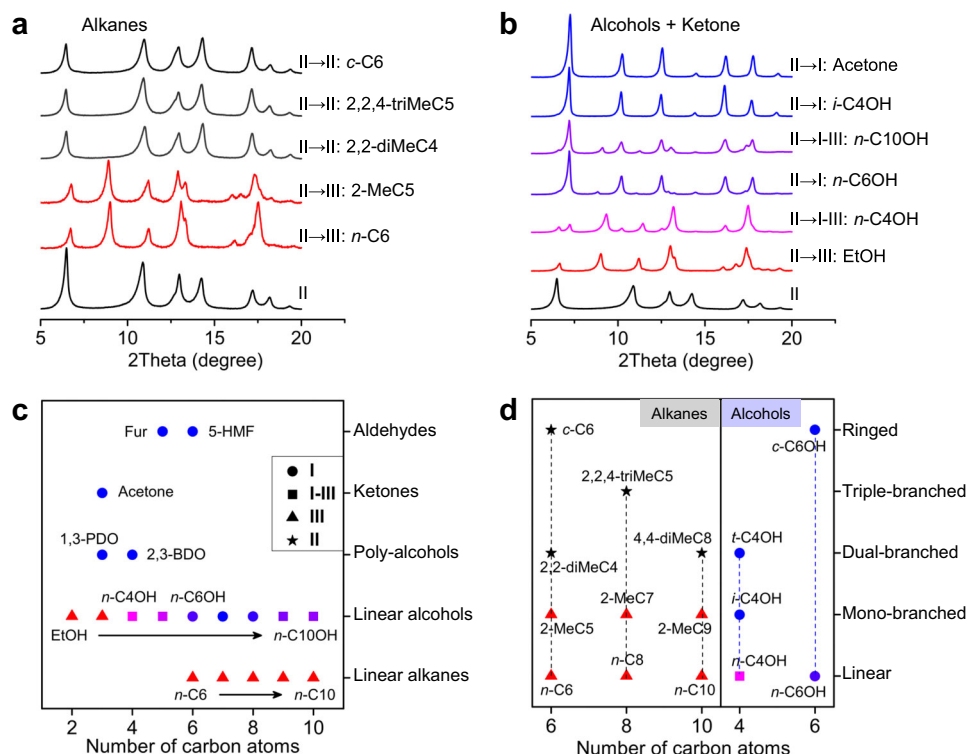 a
Alkanes
II→II: c-C6
II→II: 2,2,4-triMeC5
II→II: 2,2-diMeC4
II→III: 2-MeC5
II→III: n-C6
II
5 10 15 20
2Theta (degree)
b
Alcohols + Ketone
II→I: Acetone
II→I: i-C4OH
II→I-III: n-C10OH
II→I: n-C6OH
II→I-III: n-C4OH
II→III: EtOH
II
5 10 15 20
2Theta (degree)
c
Fur 5-HMF
Aldehydes
I
I-III
III
II
Acetone
Ketones
1,3-PDO
2,3-BDO
Poly-alcohols
n-C4OH n-C6OH
Linear alcohols
EtOH n-C10OH
Linear alkanes
n-C6 n-C10
2 4 6 8 10
Number of carbon atoms
d
Alkanes Alcohols
c-C6
Ringed
c-C6OH
2,2,4-triMeC5
Triple-branched
4,4-diMeC8 t-C4OH
Dual-branched
2,2-diMeC4
2-MeC7 i-C4OH
Mono-branched
2-MeC5 2-MeC9
n-C8 n-C4OH
Linear
n-C6 n-C10 n-C6OH
6 8 10 4 6
Number of carbon atoms